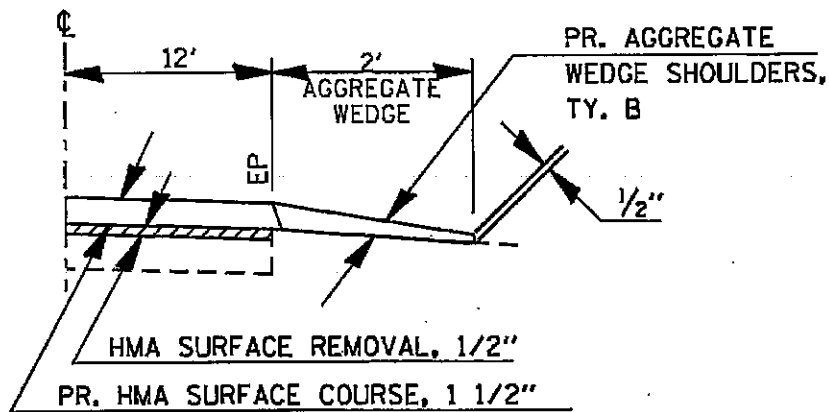 ℄
12'
2'
AGGREGATE
WEDGE
PR. AGGREGATE
WEDGE SHOULDERS,
TY. B
EP
1/2"
HMA SURFACE REMOVAL, 1/2"
PR. HMA SURFACE COURSE, 1 1/2"